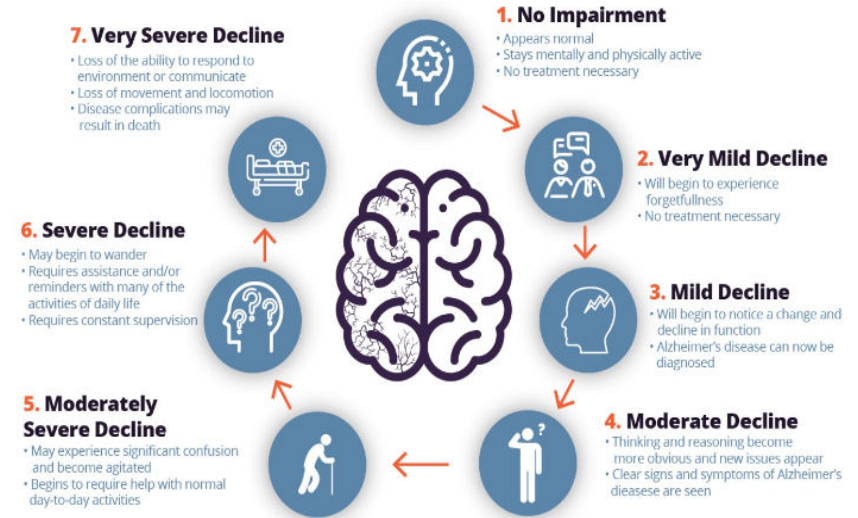 1. No Impairment
• Appears normal
• Stays mentally and physically active
• No treatment necessary
2. Very Mild Decline
• Will begin to experience
forgetfullness
• No treatment necessary
3. Mild Decline
• Will begin to notice a change and
decline in function
• Alzheimer's disease can now be
diagnosed
4. Moderate Decline
• Thinking and reasoning become
more obvious and new issues appear
• Clear signs and symptoms of Alzheimer's
diesease are seen
?
5. Moderately
Severe Decline
• May experience significant confusion
and become agitated
• Begins to require help with normal
day-to-day activities
6. Severe Decline
• May begin to wander
• Requires assistance and/or
reminders with many of the
activities of daily life
• Requires constant supervision
? ? ?
7. Very Severe Decline
• Loss of the ability to respond to
environment or communicate
• Loss of movement and locomotion
• Disease complications may
result in death